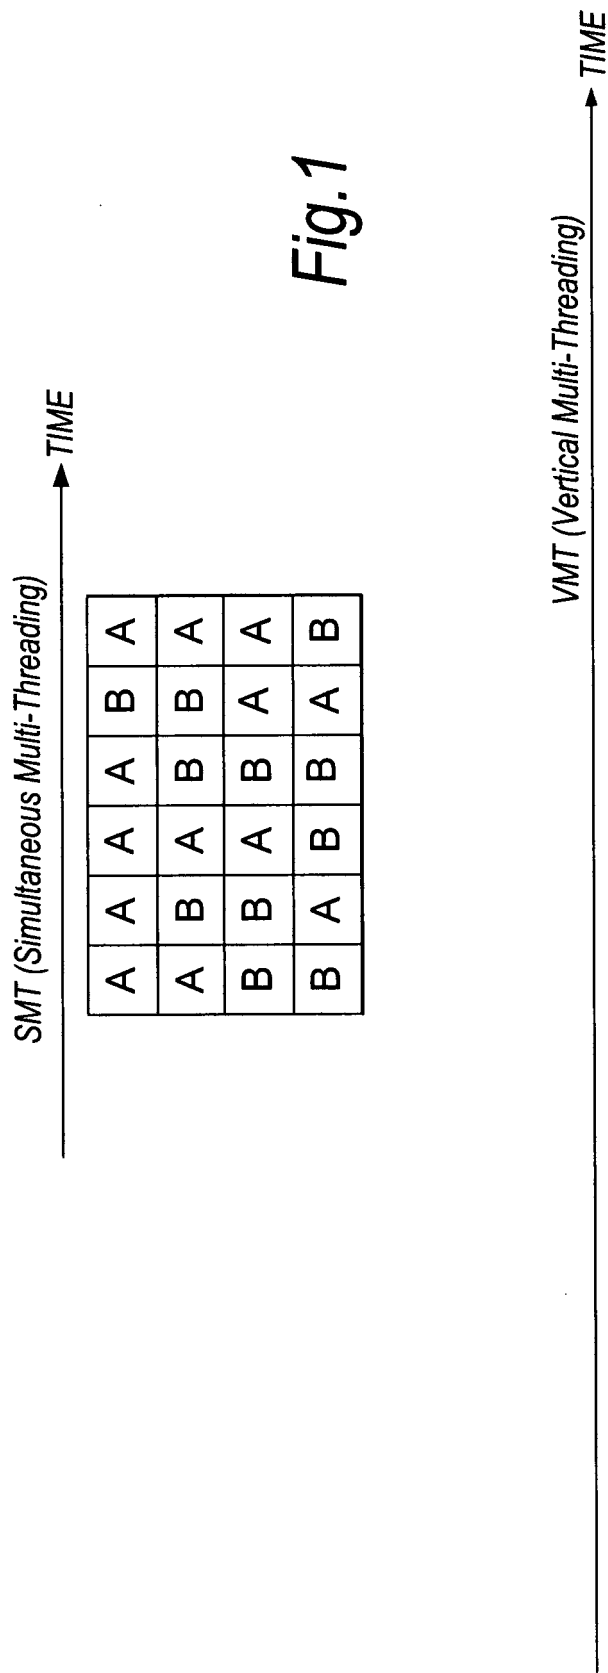 SMT (Simultaneous Multi-Threading)
TIME
A A A A B A
A B A B B A
B B A B A A
B A B B A B
Fig.1
VMT (Vertical Multi-Threading)
TIME